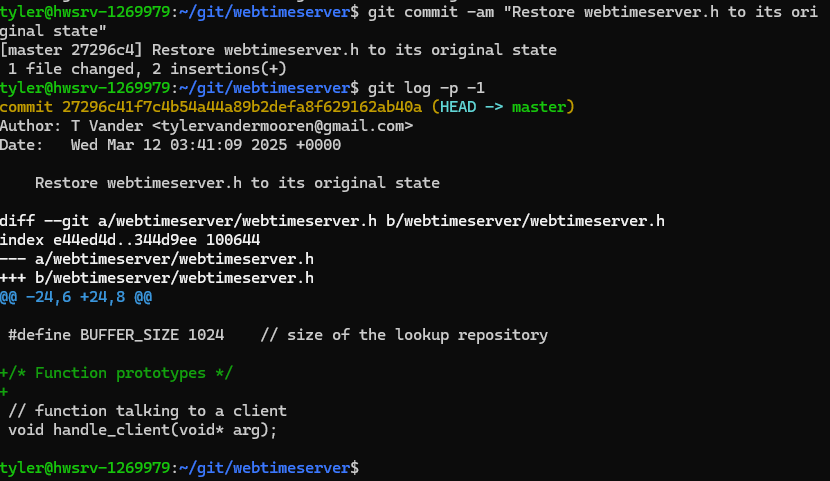 tyler@hwsrv-1269979:~/git/webtimeserver$ git commit -am "Restore webtimeserver.h to its ori
ginal state"
[master 27296c4] Restore webtimeserver.h to its original state
 1 file changed, 2 insertions(+)
tyler@hwsrv-1269979:~/git/webtimeserver$ git log -p -1
commit 27296c41f7c4b54a44a89b2defa8f629162ab40a (HEAD -> master)
Author: T Vander <tylervandermooren@gmail.com>
Date:   Wed Mar 12 03:41:09 2025 +0000

    Restore webtimeserver.h to its original state

diff --git a/webtimeserver/webtimeserver.h b/webtimeserver/webtimeserver.h
index e44ed4d..344d9ee 100644
--- a/webtimeserver/webtimeserver.h
+++ b/webtimeserver/webtimeserver.h
@@ -24,6 +24,8 @@

 #define BUFFER_SIZE 1024    // size of the lookup repository

+/* Function prototypes */
+
 // function talking to a client
 void handle_client(void* arg);

tyler@hwsrv-1269979:~/git/webtimeserver$